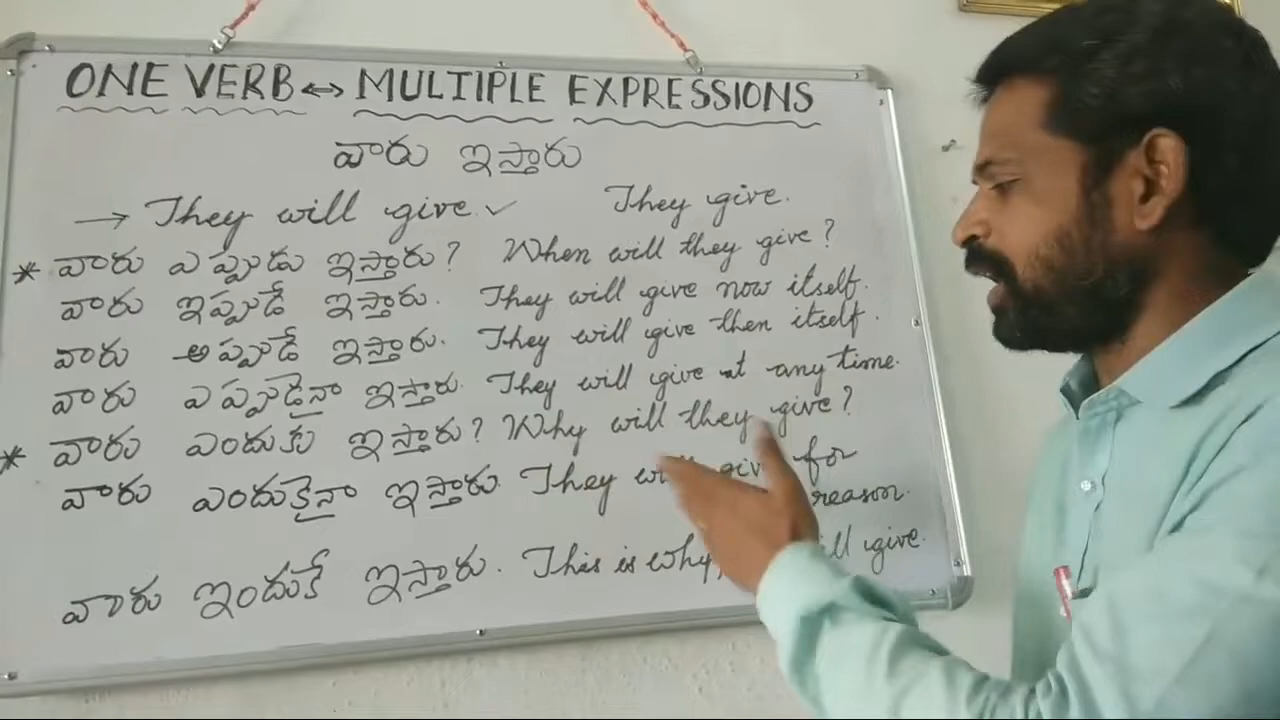 ONE VERB ↔ MULTIPLE EXPRESSIONS
వారు ఇస్తారు
→ They will give. ✓ They give.
* వారు ఎప్పుడు ఇస్తారు? When will they give?
వారు ఇప్పుడే ఇస్తారు. They will give now itself.
వారు అప్పుడే ఇస్తారు. They will give then itself.
వారు ఎప్పుడైనా ఇస్తారు. They will give at any time.
* వారు ఎందుకు ఇస్తారు? Why will they give?
వారు ఎందుకైనా ఇస్తారు They for
reason.
వారు ఇందుకే ఇస్తారు. This is why give.